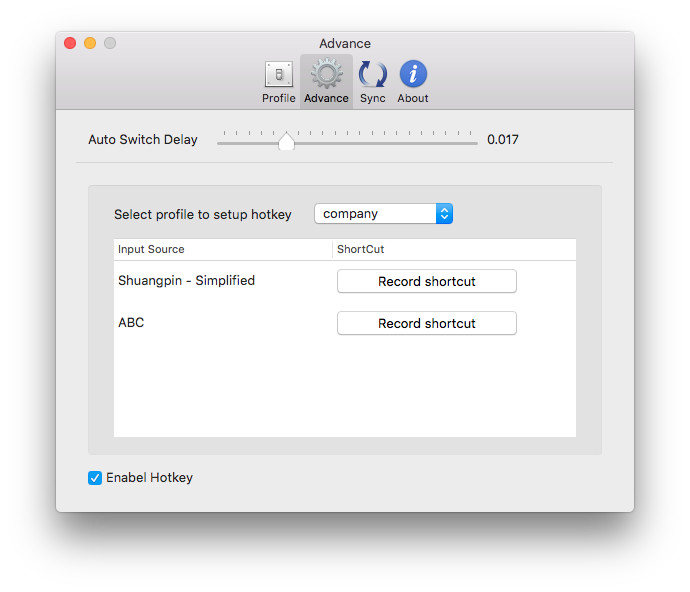 Advance
Profile Advance Sync About
Auto Switch Delay 0.017
Select profile to setup hotkey company
Input Source ShortCut
Shuangpin - Simplified Record shortcut
ABC Record shortcut
Enabel Hotkey